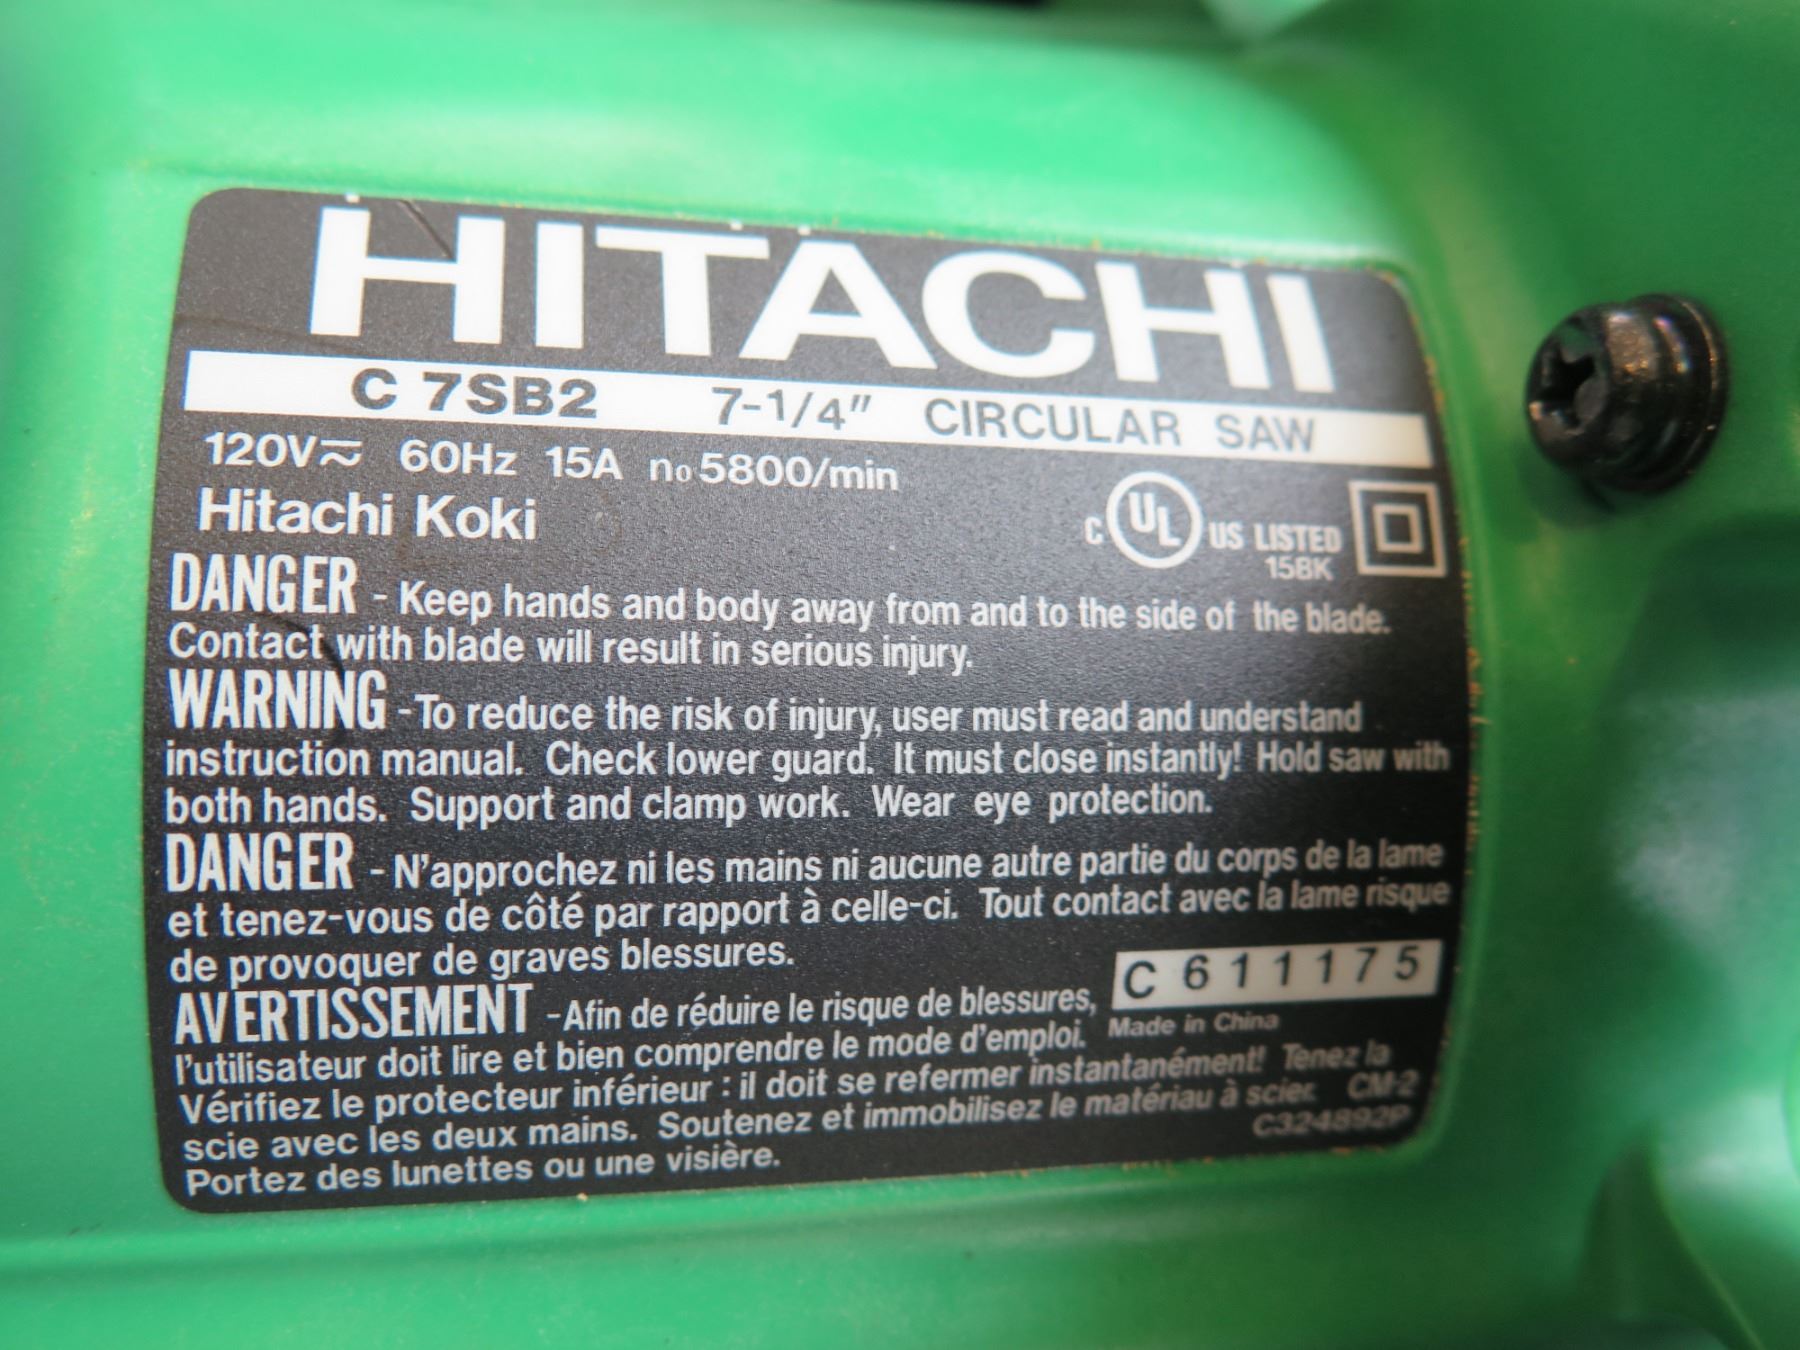 HITACHI
C 7SB2 7-1/4" CIRCULAR SAW
120V⎓ 60Hz 15A no 5800/min
Hitachi Koki
C UL US LISTED
15BK
DANGER - Keep hands and body away from and to the side of the blade.
Contact with blade will result in serious injury.
WARNING -To reduce the risk of injury, user must read and understand
instruction manual. Check lower guard. It must close instantly! Hold saw with
both hands. Support and clamp work. Wear eye protection.
DANGER - N'approchez ni les mains ni aucune autre partie du corps de la lame
et tenez-vous de côté par rapport à celle-ci. Tout contact avec la lame risque
de provoquer de graves blessures.
C 611175
AVERTISSEMENT -Afin de réduire le risque de blessures,
Made in China
l'utilisateur doit lire et bien comprendre le mode d'emploi.
Vérifiez le protecteur inférieur : il doit se refermer instantanément! Tenez la
scie avec les deux mains. Soutenez et immobilisez le matériau à scier. CM-2
Portez des lunettes ou une visière. C324892P